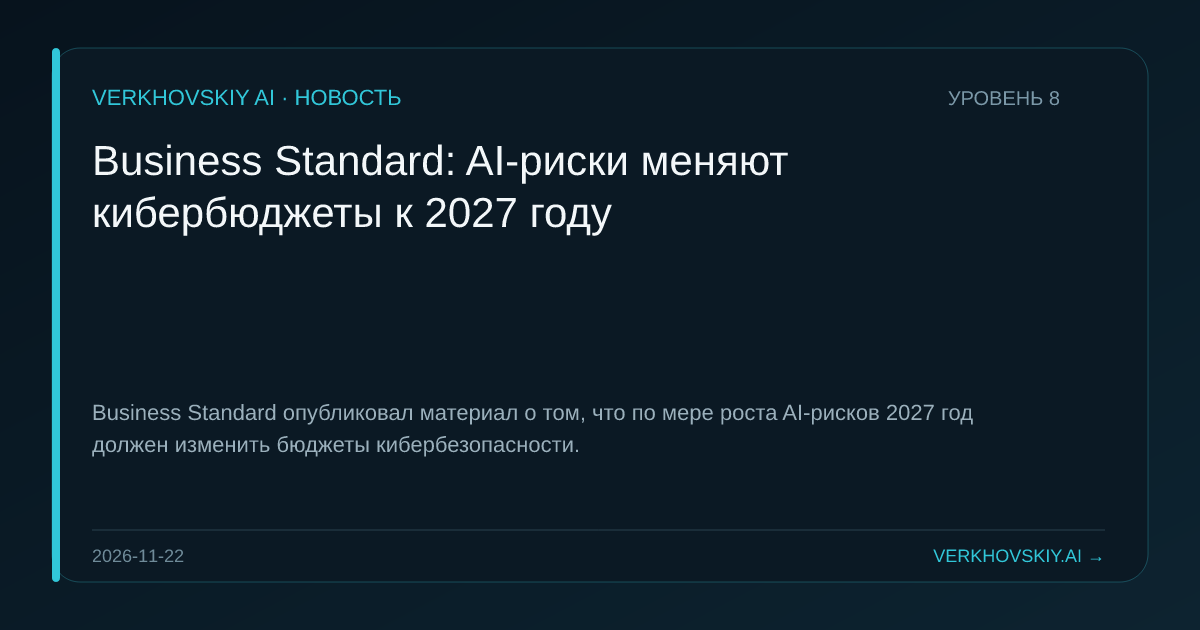 VERKHOVSKIY AI · НОВОСТЬ
УРОВЕНЬ 8
Business Standard: AI-риски меняют
кибербюджеты к 2027 году
Business Standard опубликовал материал о том, что по мере роста AI-рисков 2027 год
должен изменить бюджеты кибербезопасности.
2026-11-22
VERKHOVSKIY.AI →